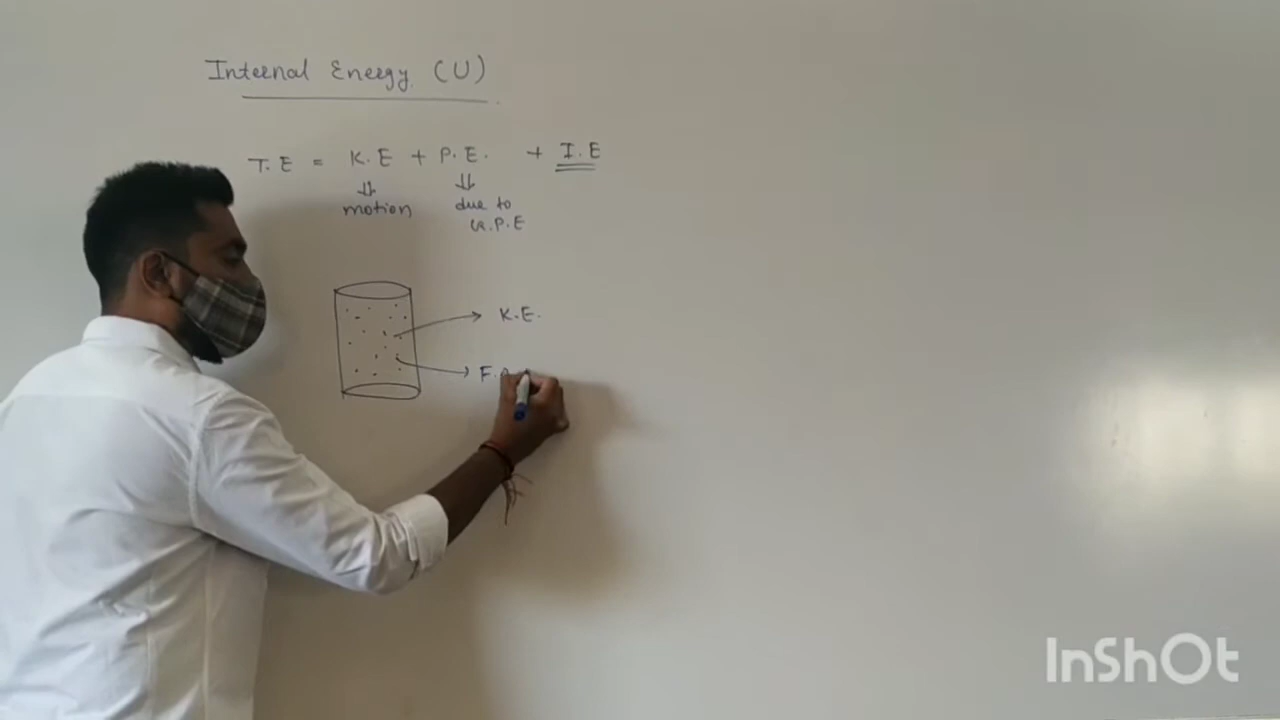 Internal Energy (U)
T.E = K.E + P.E. + I.E
⇓ ⇓
motion due to
G.P.E
K.E.
InShOt